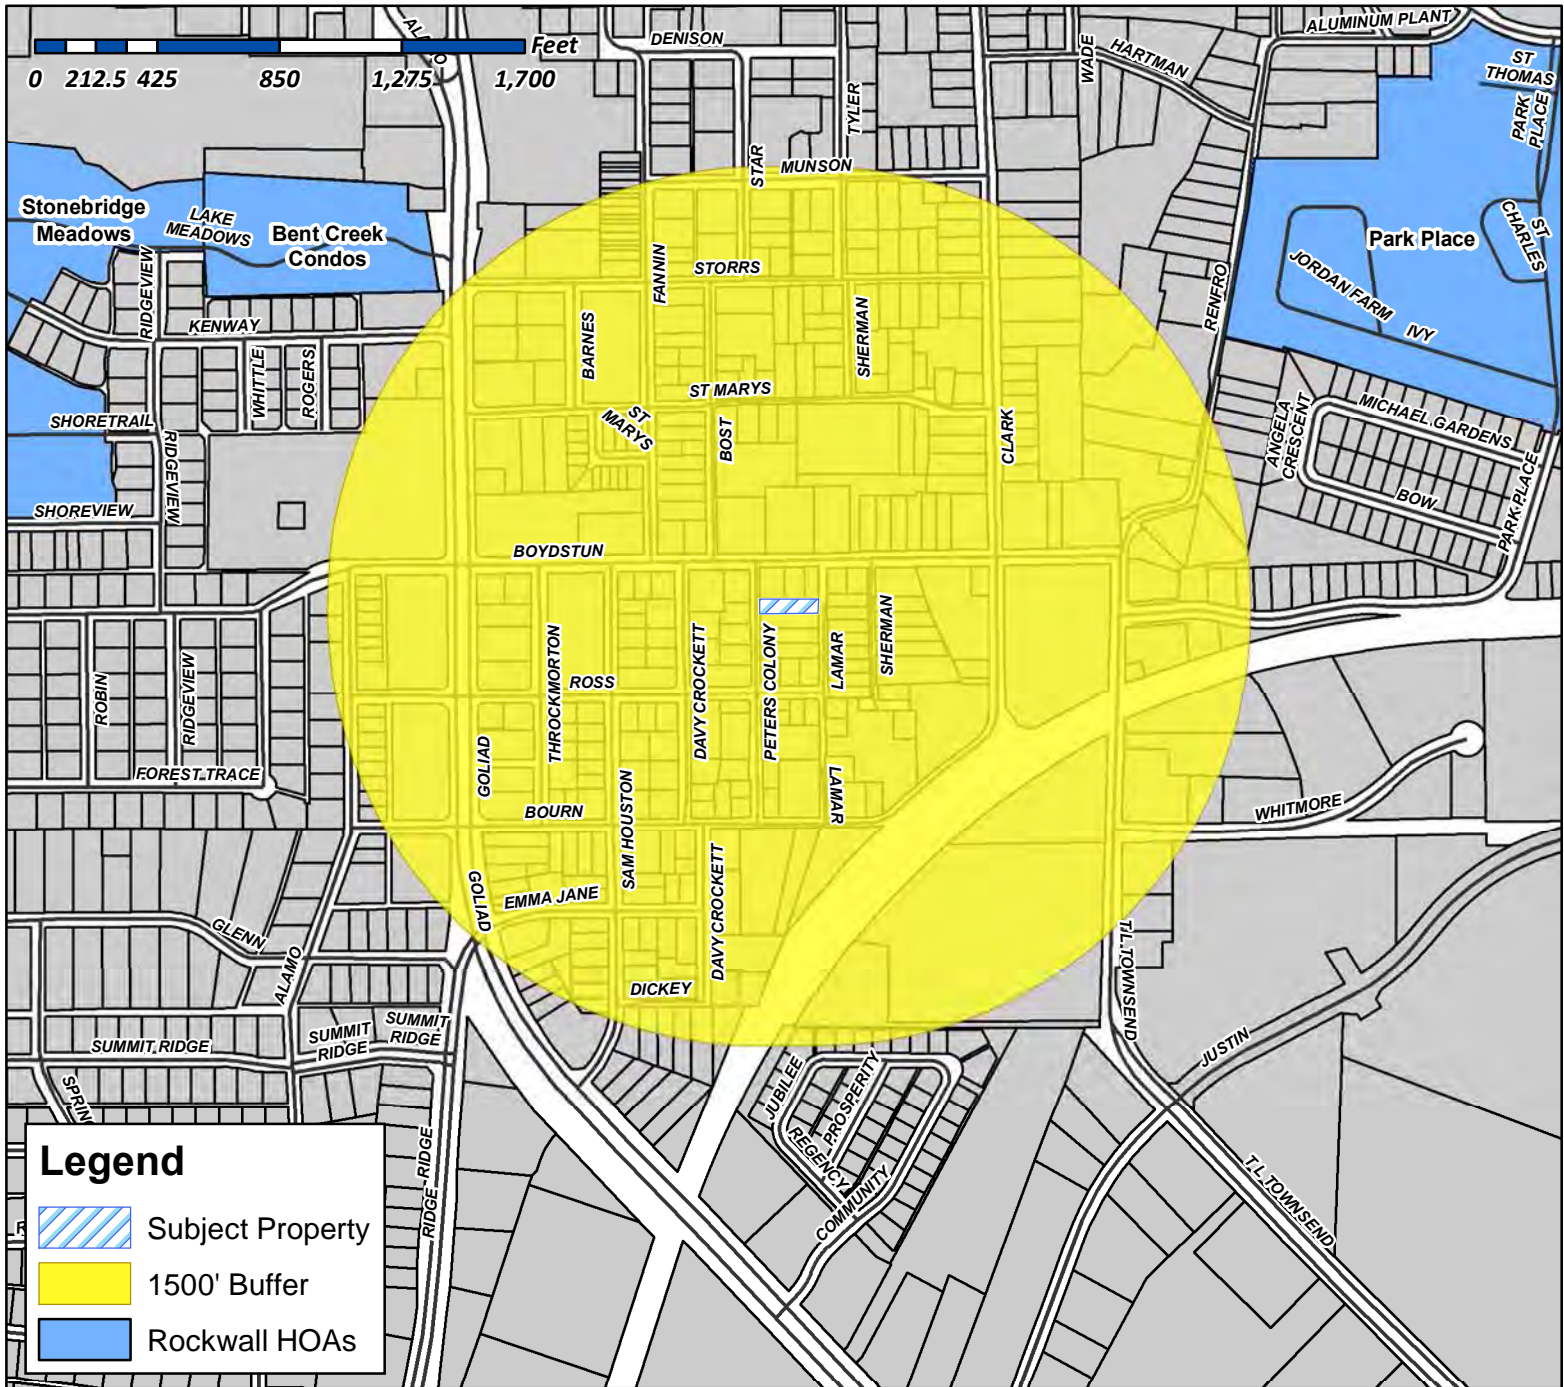 ALUMINUM PLANT
ALAMO
DENISON
Feet
0 212.5 425 850 1,275 1,700
WADE
HARTMAN
ST
THOMAS
PARK
PLACE S
TYLER
STAR
MUNSON
Stonebridge
Meadows
LAKE
MEADOWS
Bent Creek
Condos
Park Place
ST
CHARLES
JORDAN FARM
IVY
RENFRO
FANNIN
STORRS
RIDGEVIEW
KENWAY
WHITTLE
ROGERS
BARNES
SHERMAN
ST MARYS
ST
MARYS
BOST
CLARK
SHORETRAIL
RIDGEVIEW
SHOREVIEW
ANGELA
CRESCENT
MICHAEL GARDENS
BOW
PARK PLACE
BOYDSTUN
THROCKMORTON
ROSS
DAVY CROCKETT
PETERS COLONY
LAMAR
SHERMAN
ROBIN
RIDGEVIEW
FOREST TRACE
GOLIAD
BOURN
SAM HOUSTON
LAMAR
WHITMORE
GOLIAD
EMMA JANE
DAVY CROCKETT
DICKEY
GLENN
ALAMO
T.L. TOWNSEND
SUMMIT RIDGE
SUMMIT
RIDGE
SUMMIT
RIDGE
JUSTIN
JUBILEE
PROSPERITY
REGENCY
COMMUNITY
RIDGE RIDGE
T.L. TOWNSEND
SPRING
R
Legend
Subject Property
1500' Buffer
Rockwall HOAs